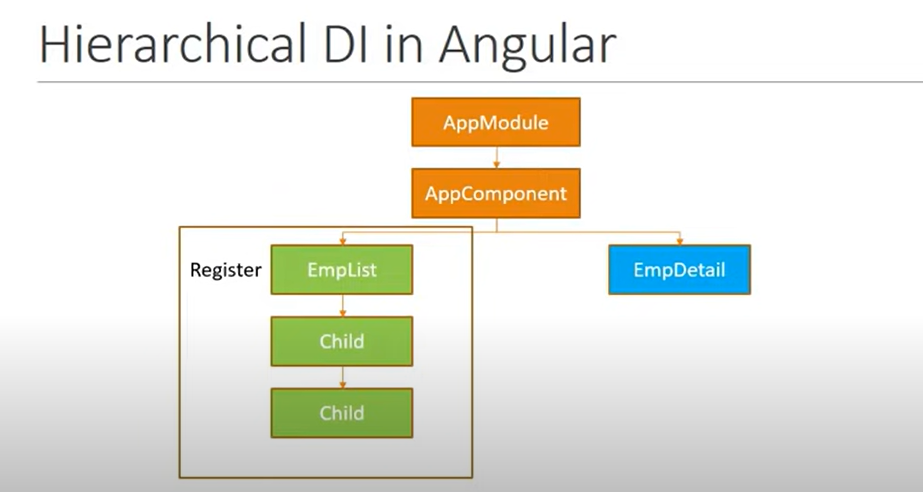 Hierarchical DI in Angular
AppModule
AppComponent
Register
EmpList
EmpDetail
Child
Child